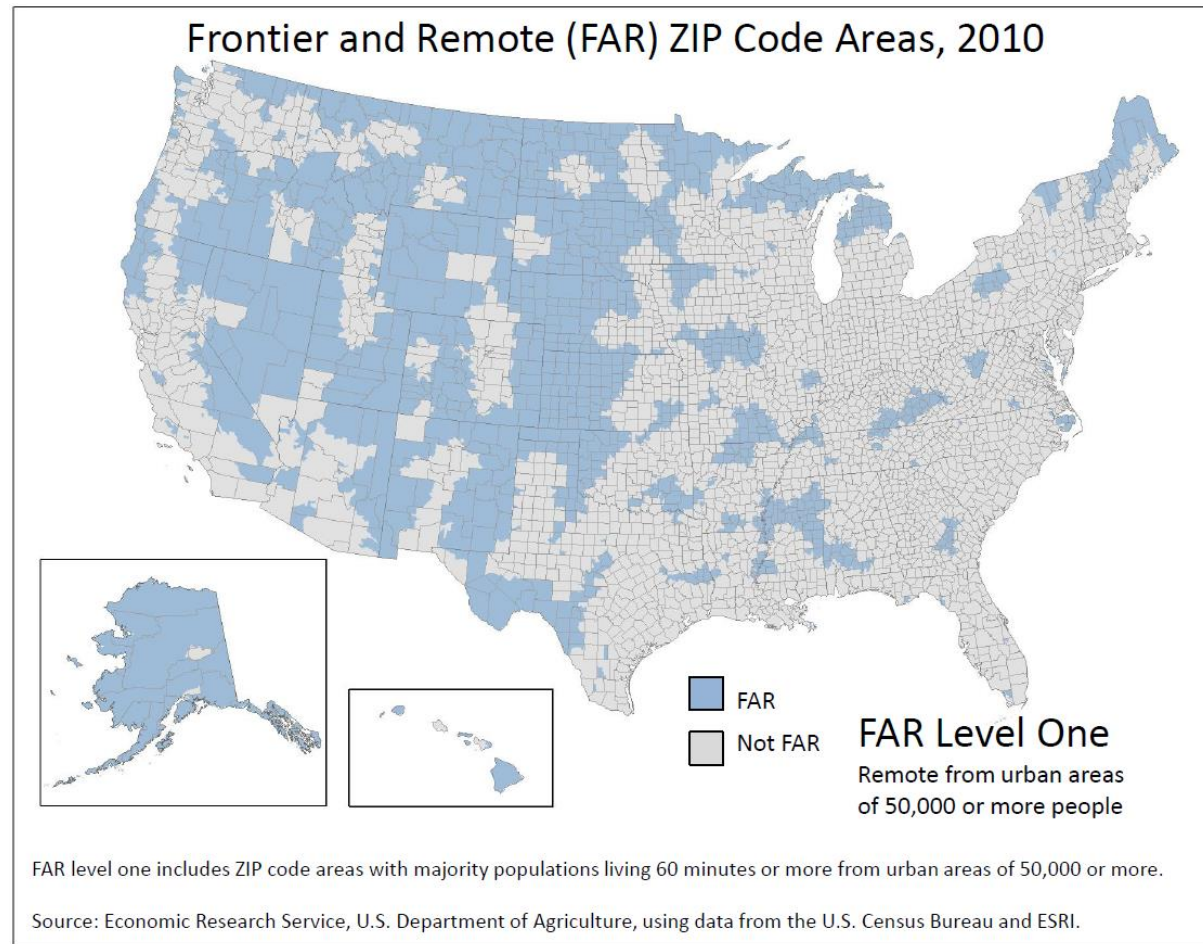 Frontier and Remote (FAR) ZIP Code Areas, 2010
FAR
Not FAR
FAR Level One
Remote from urban areas
of 50,000 or more people
FAR level one includes ZIP code areas with majority populations living 60 minutes or more from urban areas of 50,000 or more.
Source: Economic Research Service, U.S. Department of Agriculture, using data from the U.S. Census Bureau and ESRI.